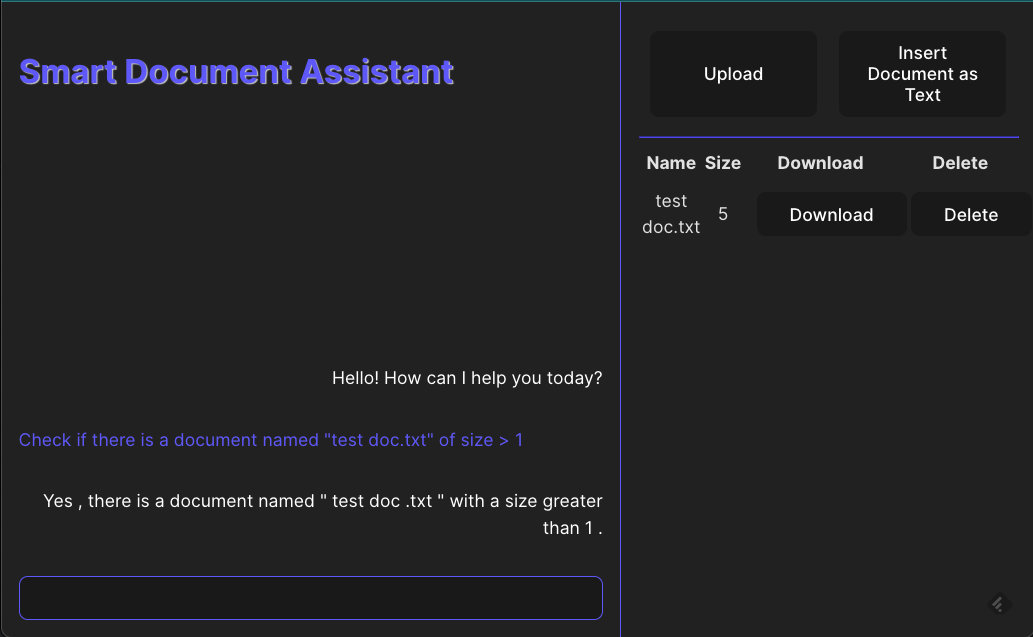 Smart Document Assistant
Hello! How can I help you today?
Check if there is a document named "test doc.txt" of size > 1
Yes , there is a document named " test doc .txt " with a size greater
than 1 .
Upload
Insert
Document as
Text
Name Size Download Delete
test
doc.txt
5
Download
Delete